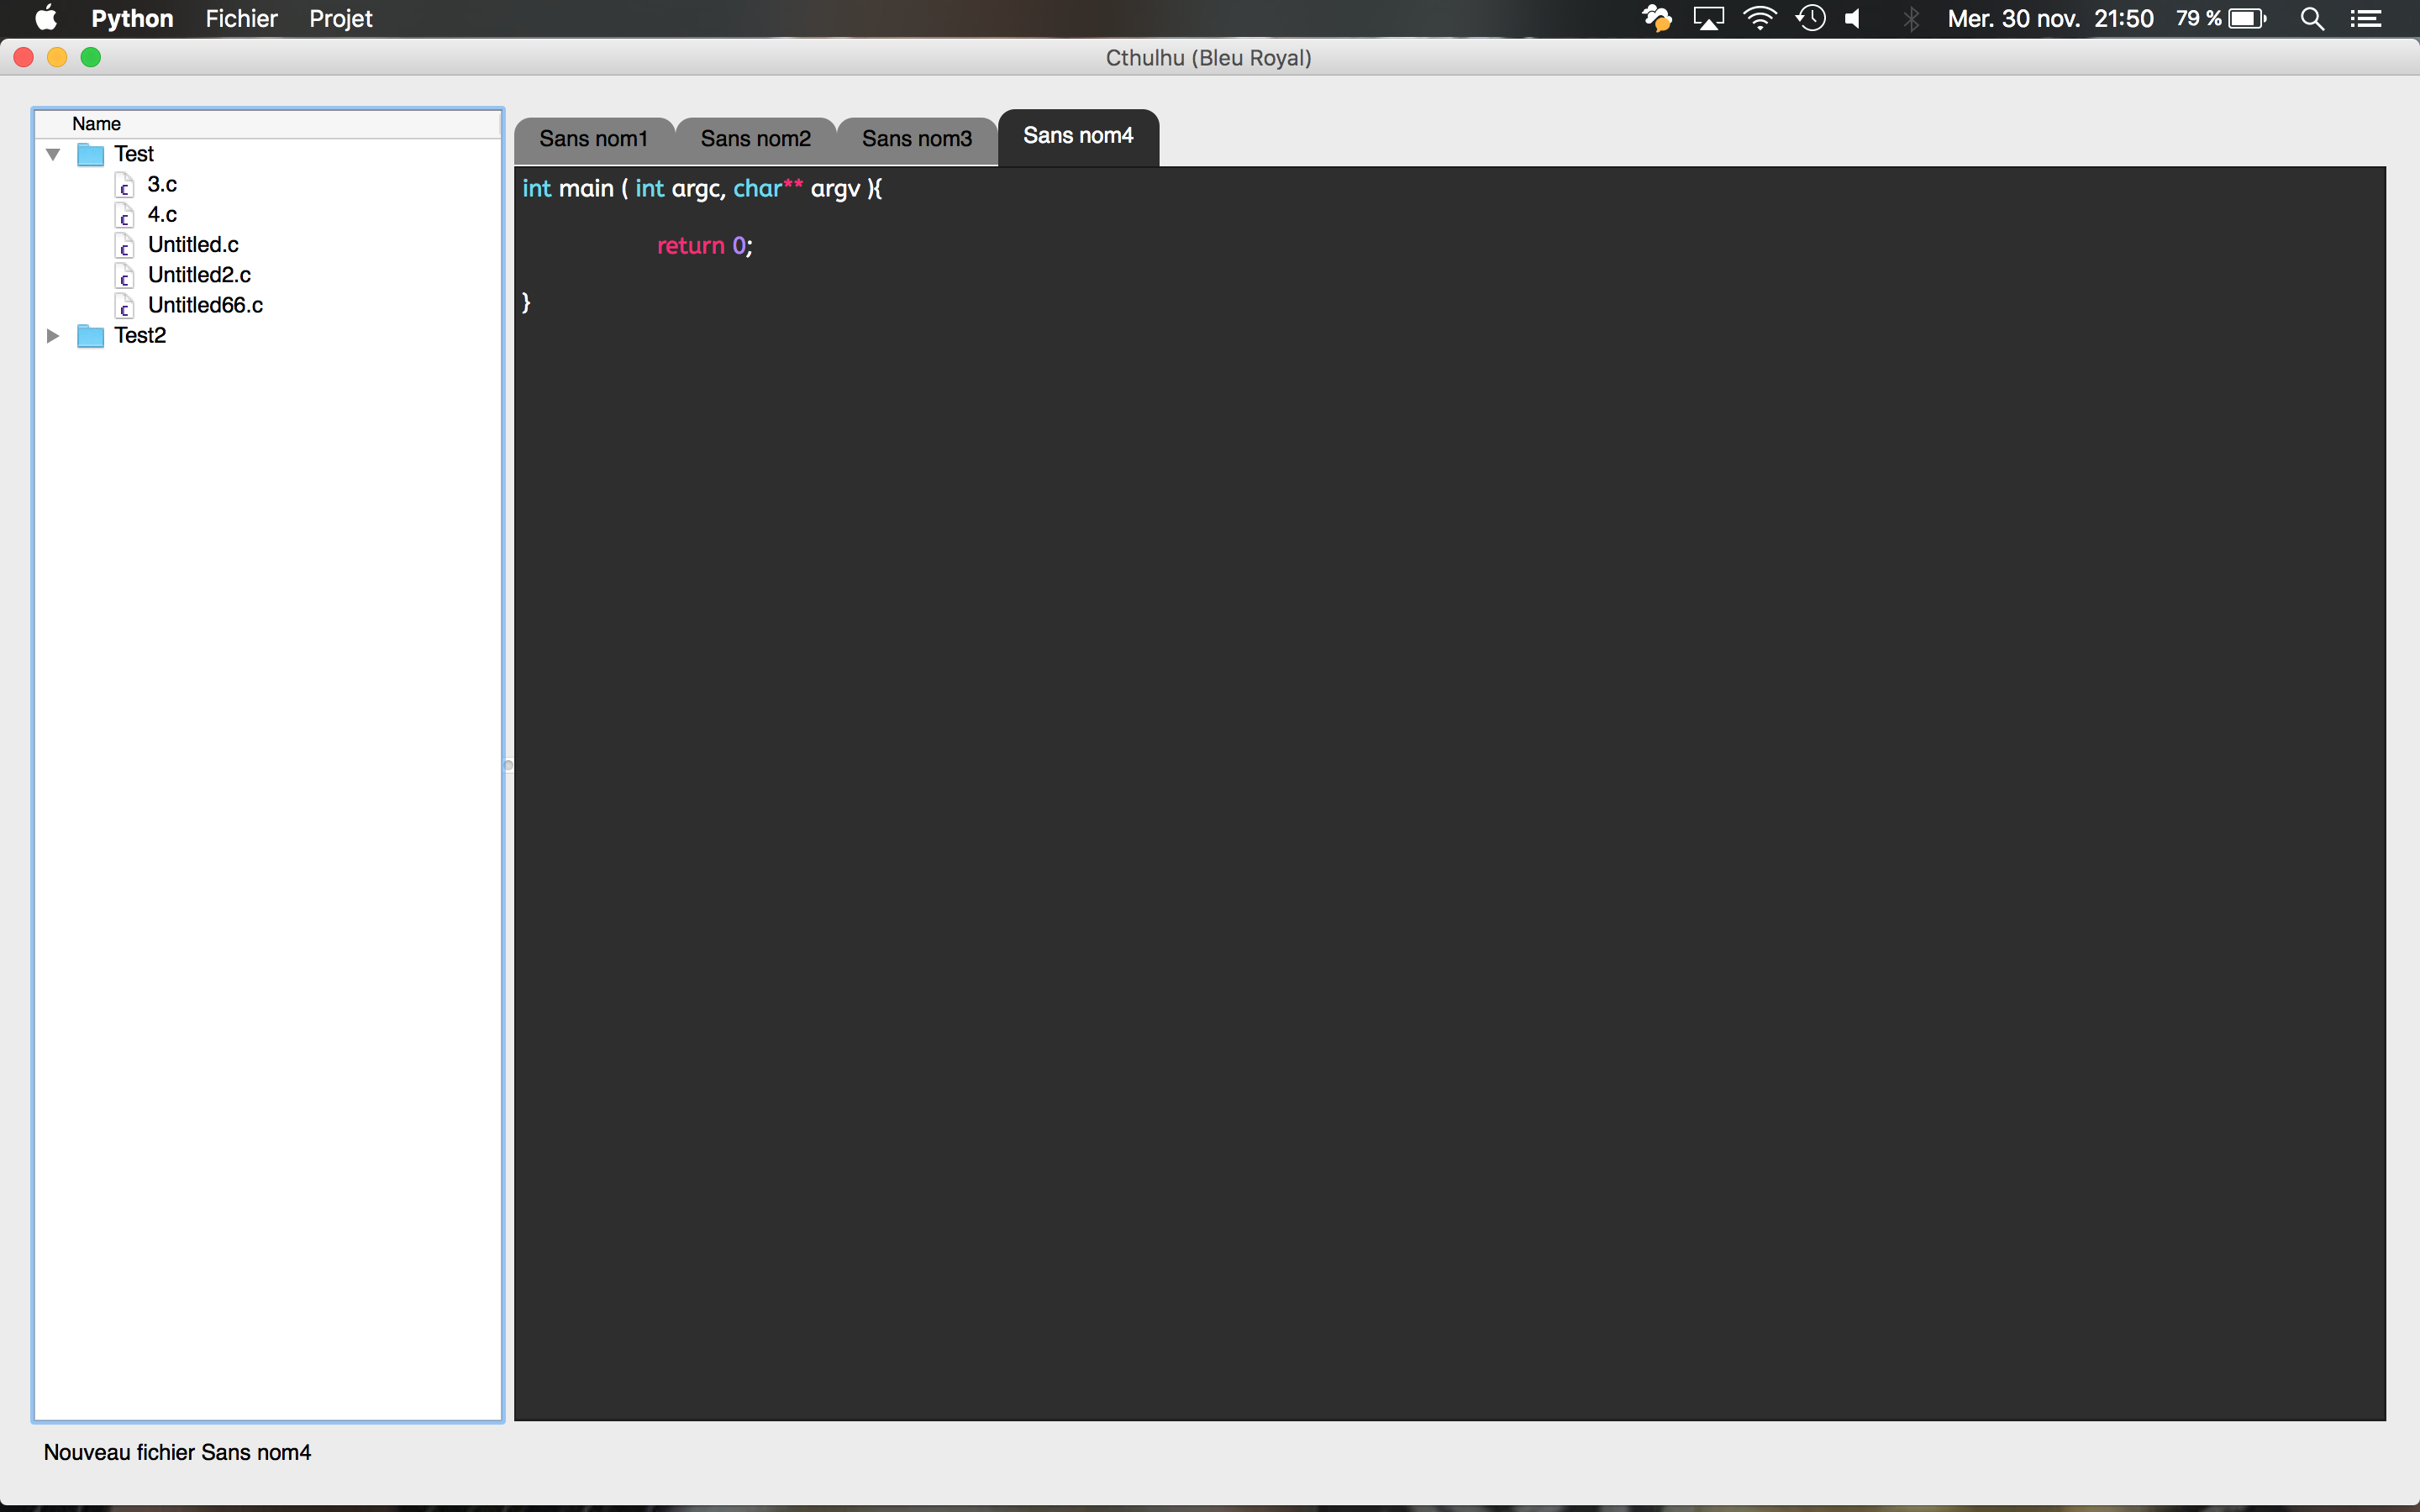 Python Fichier Projet Mer. 30 nov. 21:50 79 %
Cthulhu (Bleu Royal)
Name
Test
3.c
4.c
Untitled.c
Untitled2.c
Untitled66.c
Test2
Sans nom1 Sans nom2 Sans nom3 Sans nom4
int main ( int argc, char** argv ){
return 0;
}
Nouveau fichier Sans nom4